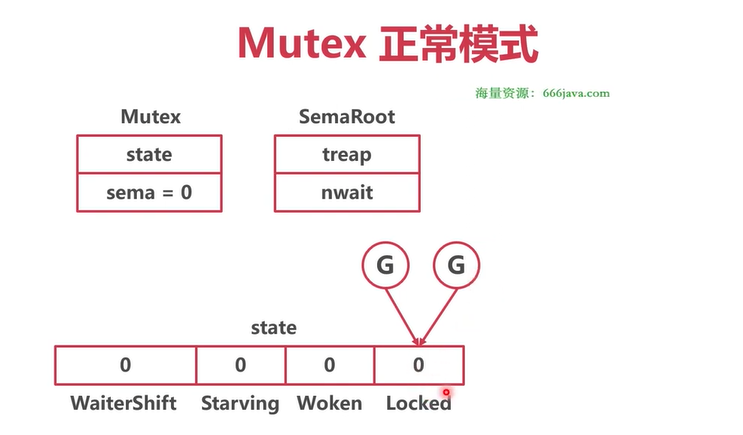 Mutex 正常模式
海量资源：666java.com
Mutex
state
sema = 0
SemaRoot
treap
nwait
G G
state
0 0 0 0
WaiterShift Starving Woken Locked